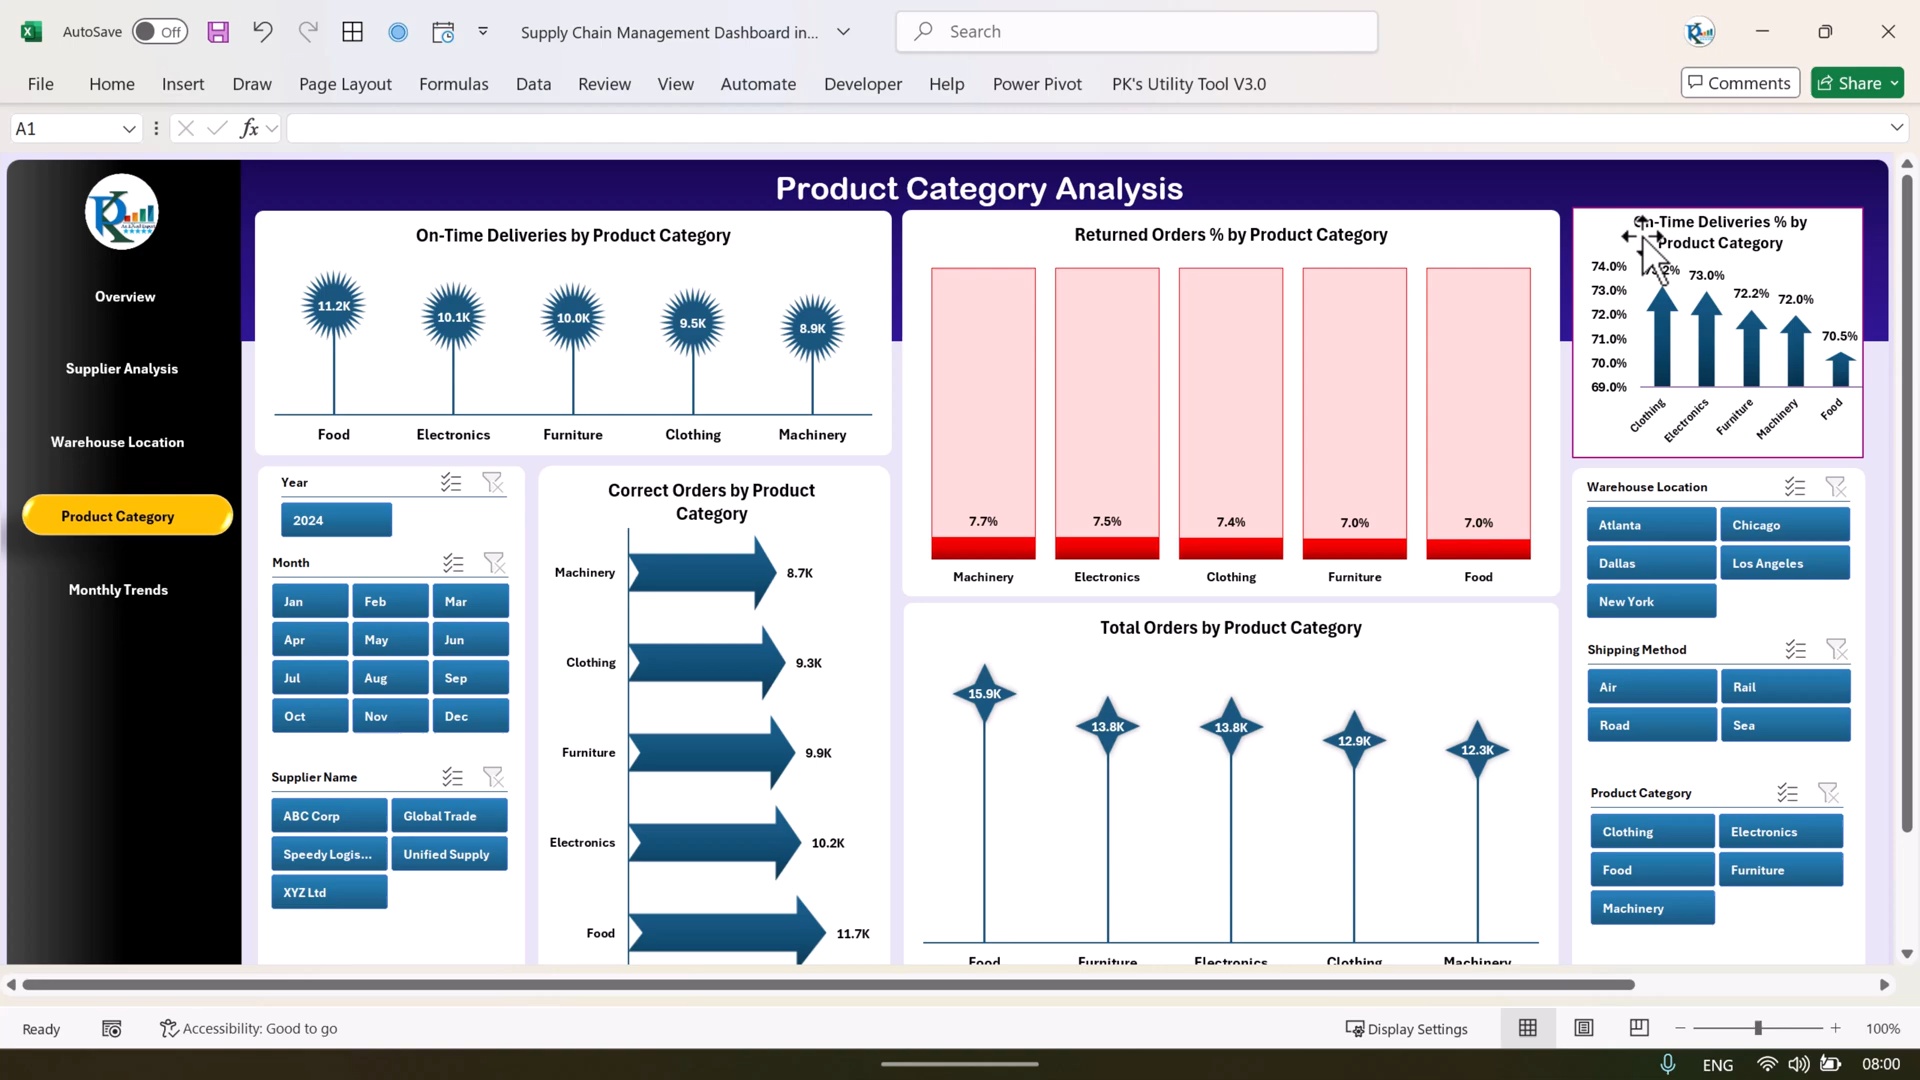 AutoSave Off Supply Chain Management Dashboard in... Search
File Home Insert Draw Page Layout Formulas Data Review View Automate Developer Help Power Pivot PK's Utility Tool V3.0 Comments Share
A1 fx
Product Category Analysis
Overview
Supplier Analysis
Warehouse Location
Product Category
Monthly Trends
On-Time Deliveries by Product Category
11.2K 10.1K 10.0K 9.5K 8.9K
Food Electronics Furniture Clothing Machinery
Returned Orders % by Product Category
7.7% 7.5% 7.4% 7.0% 7.0%
Machinery Electronics Clothing Furniture Food
On-Time Deliveries % by
Product Category
74.0%
73.0%
72.0%
71.0%
70.0%
69.0%
73.0% 72.2% 72.0% 70.5%
Clothing Electronics Furniture Machinery Food
Year
2024
Month
Jan Feb Mar
Apr May Jun
Jul Aug Sep
Oct Nov Dec
Supplier Name
ABC Corp Global Trade
Speedy Logis... Unified Supply
XYZ Ltd
Correct Orders by Product
Category
Machinery 8.7K
Clothing 9.3K
Furniture 9.9K
Electronics 10.2K
Food 11.7K
Total Orders by Product Category
15.9K 13.8K 13.8K 12.9K 12.3K
Food Furniture Electronics Clothing Machinery
Warehouse Location
Atlanta Chicago
Dallas Los Angeles
New York
Shipping Method
Air Rail
Road Sea
Product Category
Clothing Electronics
Food Furniture
Machinery
Ready Accessibility: Good to go Display Settings 100%
ENG 08:00